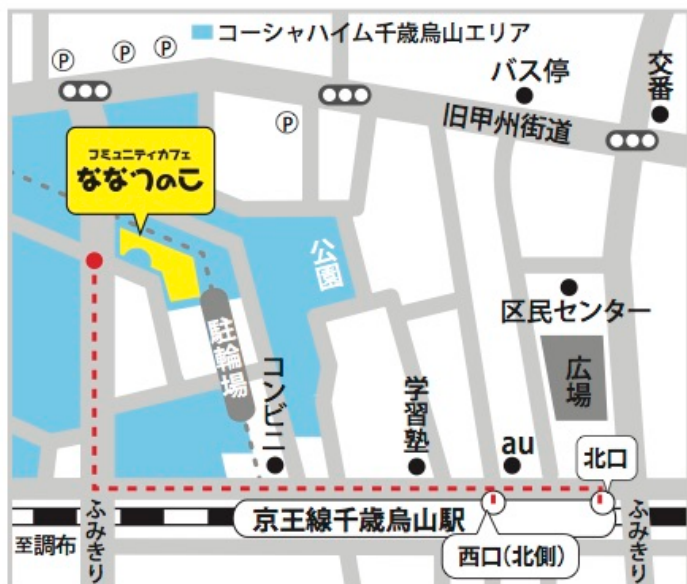 コーシャハイム千歳烏山エリア
Ⓟ
Ⓟ
Ⓟ
バス停
交番
Ⓟ
旧甲州街道
コミュニティカフェ
ななつのこ
公園
区民センター
駐輪場
広場
コンビニ
学習塾
au
北口
ふみきり
京王線千歳烏山駅
ふみきり
至調布
西口(北側)